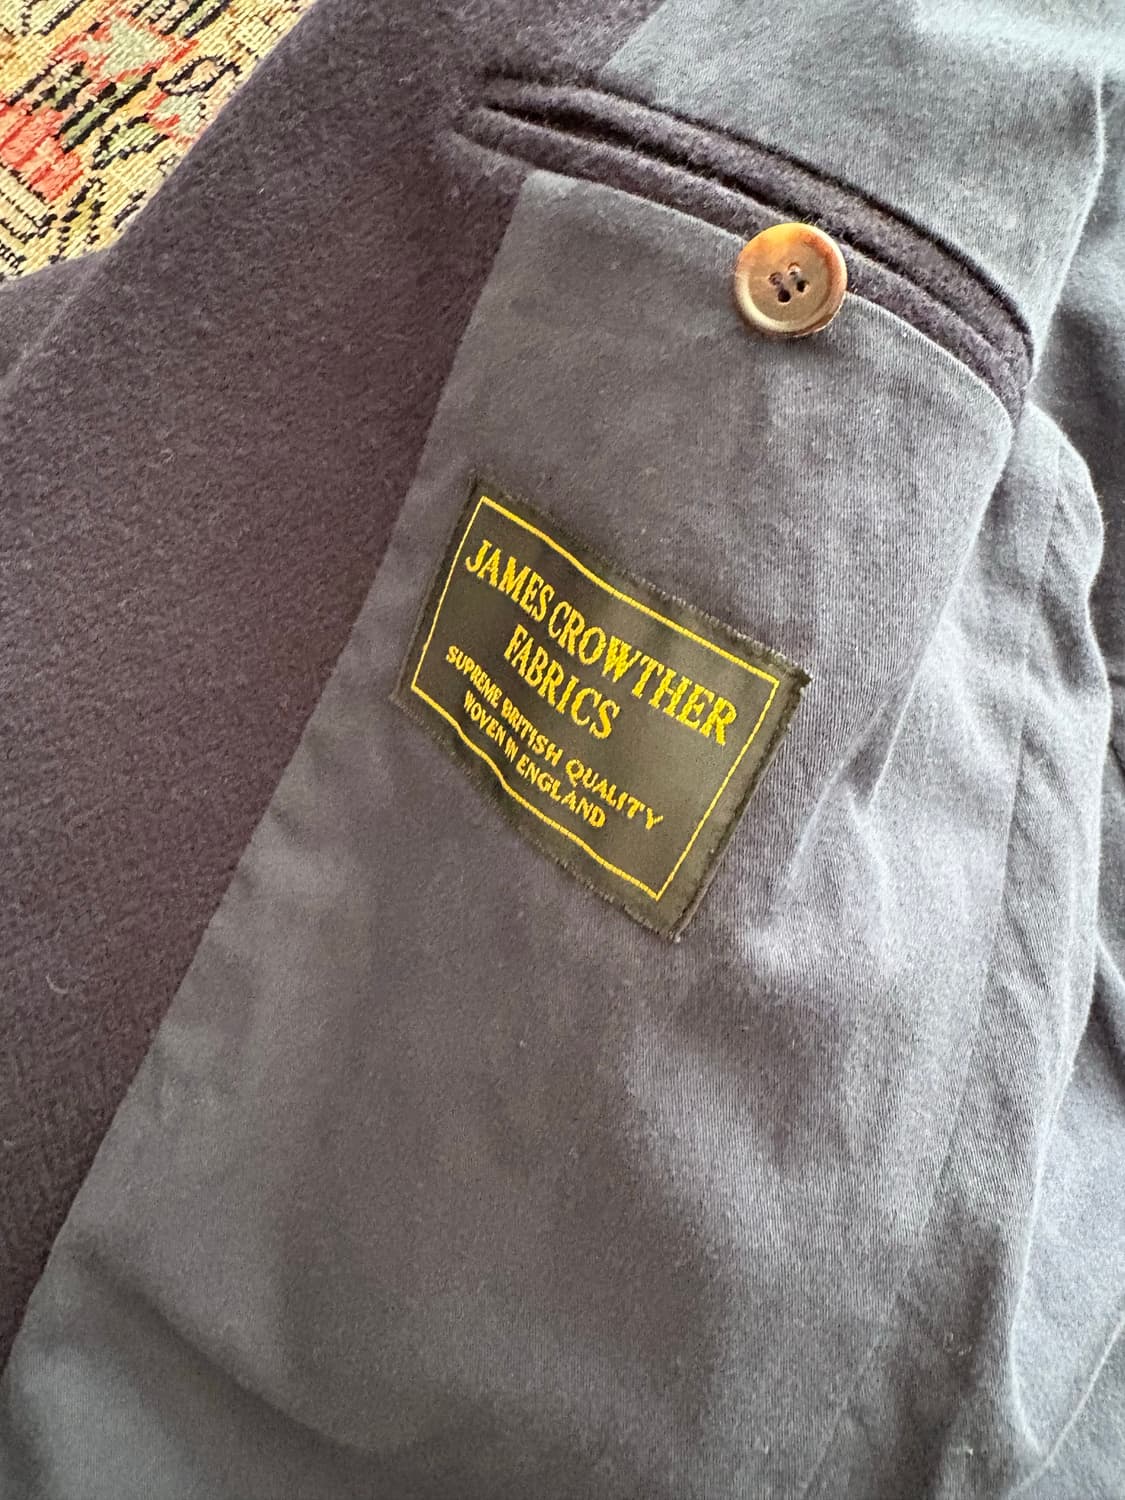 JAMES CROWTHER
FABRICS
SUPREME BRITISH QUALITY
WOVEN IN ENGLAND